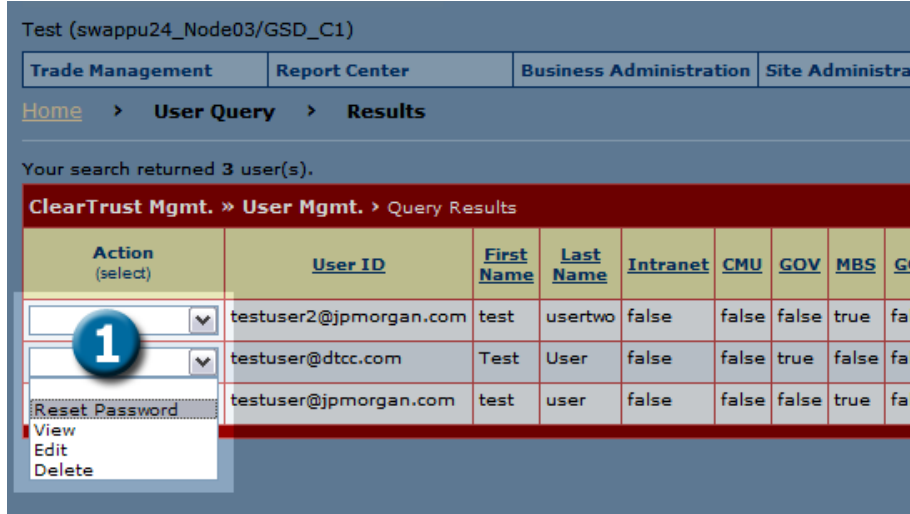 Test (swappu24_Node03/GSD_C1)
Trade Management Report Center Business Administration Site Administra
Home > User Query > Results
Your search returned 3 user(s).
ClearTrust Mgmt. » User Mgmt. > Query Results
Action (select) User ID First Name Last Name Intranet CMU GOV MBS
testuser2@jpmorgan.com test usertwo false false false true fa
1
testuser@dtcc.com Test User false false true false fa
testuser@jpmorgan.com test user false false false true fa
Reset Password
View
Edit
Delete